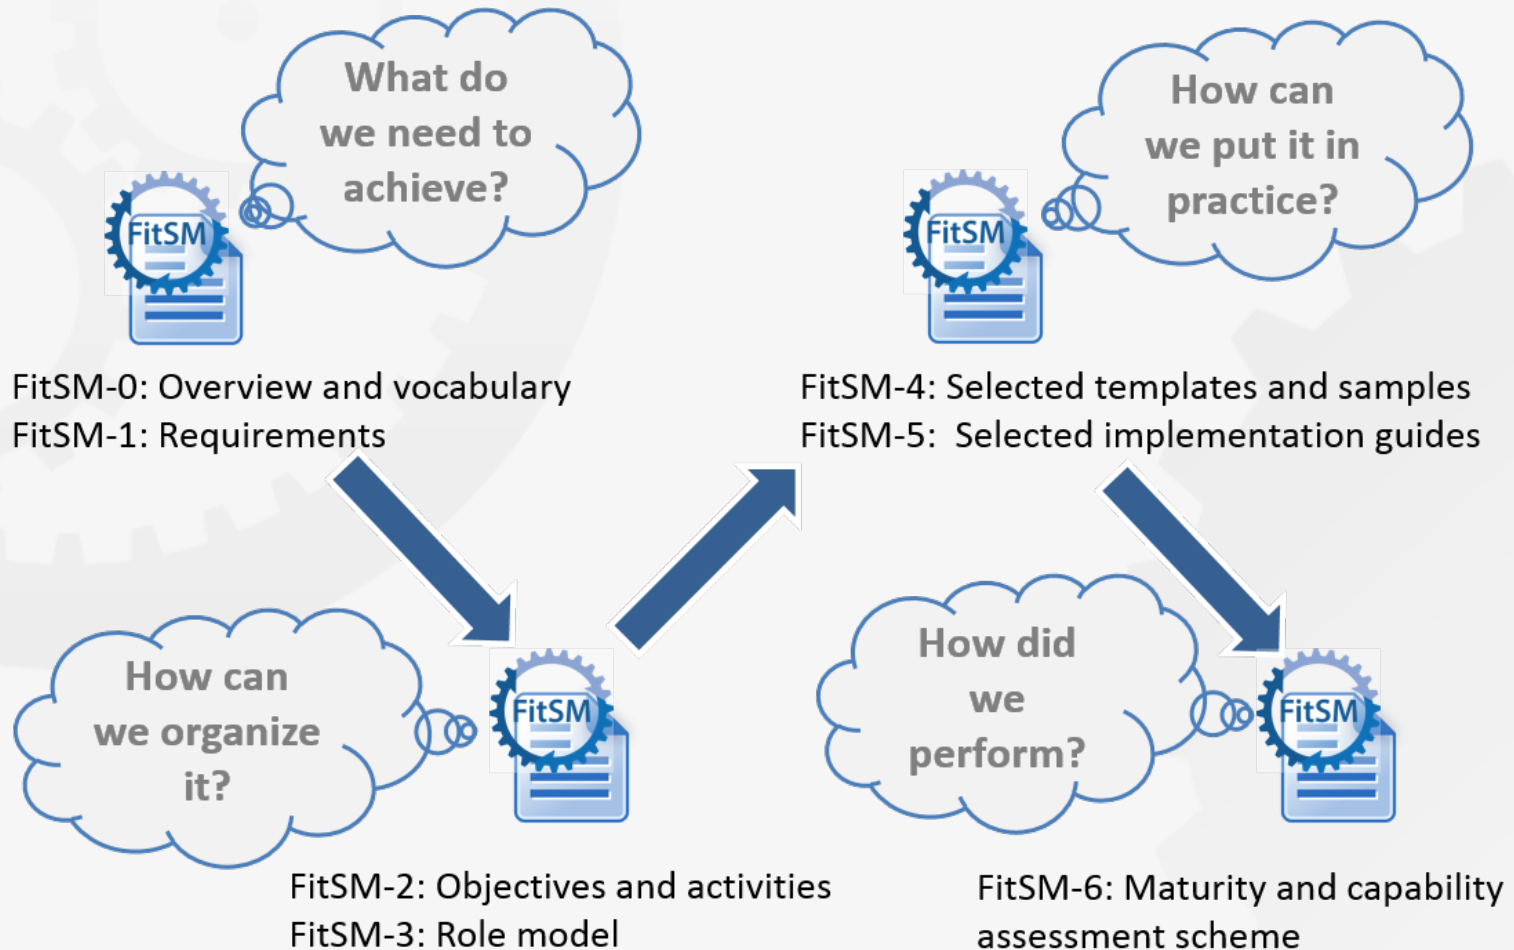 What do
we need to
achieve?
FitSM
FitSM-0: Overview and vocabulary
FitSM-1: Requirements
How can
we put it in
practice?
FitSM
FitSM-4: Selected templates and samples
FitSM-5:  Selected implementation guides
How can
we organize
it?
FitSM
FitSM-2: Objectives and activities
FitSM-3: Role model
How did
we
perform?
FitSM
FitSM-6: Maturity and capability
assessment scheme